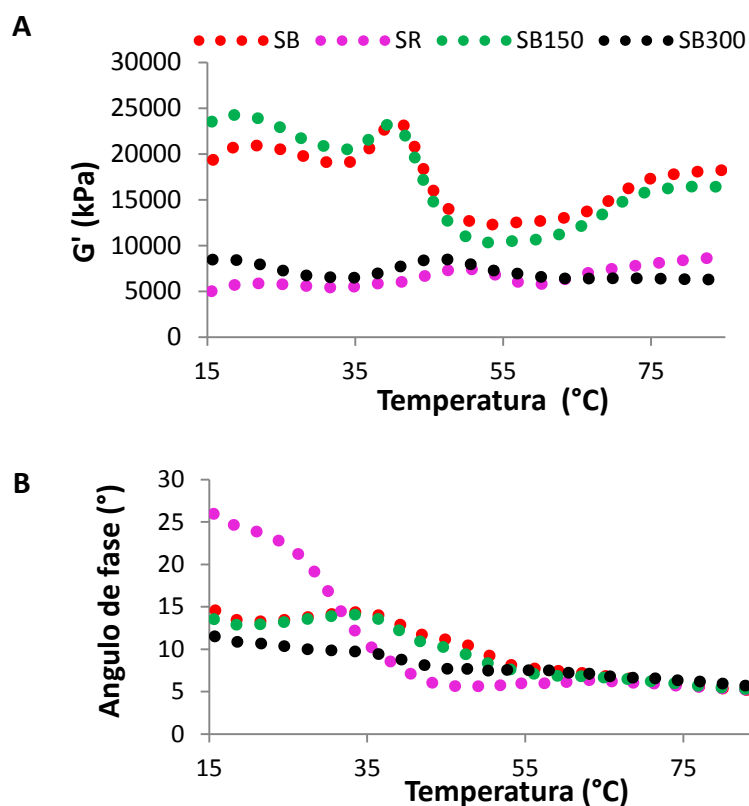 A
SB SR SB150 SB300
30000
25000
20000
15000
10000
5000
0
G' (kPa)
15 35 55 75
Temperatura (°C)
B
30
25
20
15
10
5
0
Angulo de fase (°)
15 35 55 75
Temperatura (°C)